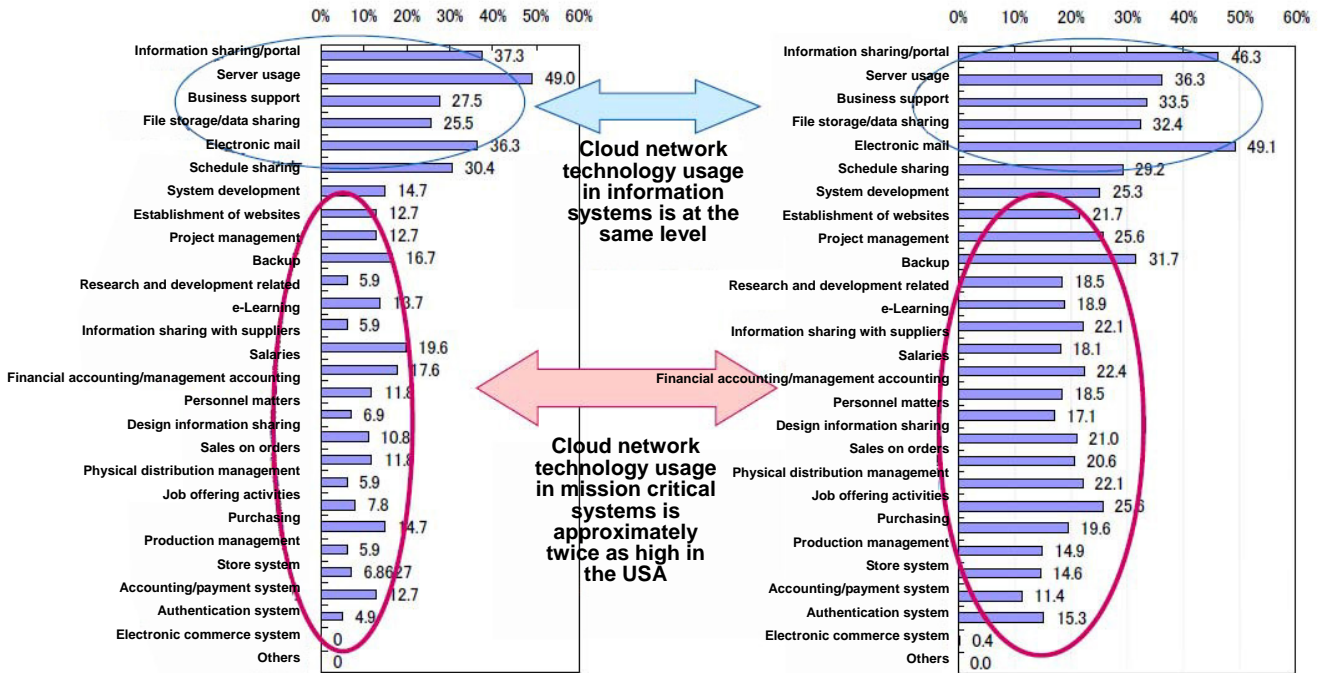 0% 10% 20% 30% 40% 50% 60%
Information sharing/portal
Server usage
Business support
File storage/data sharing
Electronic mail
Schedule sharing
System development
Establishment of websites
Project management
Backup
Research and development related
e-Learning
Information sharing with suppliers
Salaries
Financial accounting/management accounting
Personnel matters
Design information sharing
Sales on orders
Physical distribution management
Job offering activities
Purchasing
Production management
Store system
Accounting/payment system
Authentication system
Electronic commerce system
Others
37.3
49.0
27.5
25.5
36.3
30.4
14.7
12.7
12.7
16.7
5.9
13.7
5.9
19.6
17.6
11.8
6.9
10.8
11.8
5.9
7.8
14.7
5.9
6.8627
12.7
4.9
0
0
Cloud network
technology usage
in information
systems is at the
same level
Cloud network
technology usage
in mission critical
systems is
approximately
twice as high in
the USA
0% 10% 20% 30% 40% 50% 60%
Information sharing/portal
Server usage
Business support
File storage/data sharing
Electronic mail
Schedule sharing
System development
Establishment of websites
Project management
Backup
Research and development related
e-Learning
Information sharing with suppliers
Salaries
Financial accounting/management accounting
Personnel matters
Design information sharing
Sales on orders
Physical distribution management
Job offering activities
Purchasing
Production management
Store system
Accounting/payment system
Authentication system
Electronic commerce system
Others
46.3
36.3
33.5
32.4
49.1
29.2
25.3
21.7
25.6
31.7
18.5
18.9
22.1
18.1
22.4
18.5
17.1
21.0
20.6
22.1
25.6
19.6
14.9
14.6
11.4
15.3
0.4
0.0